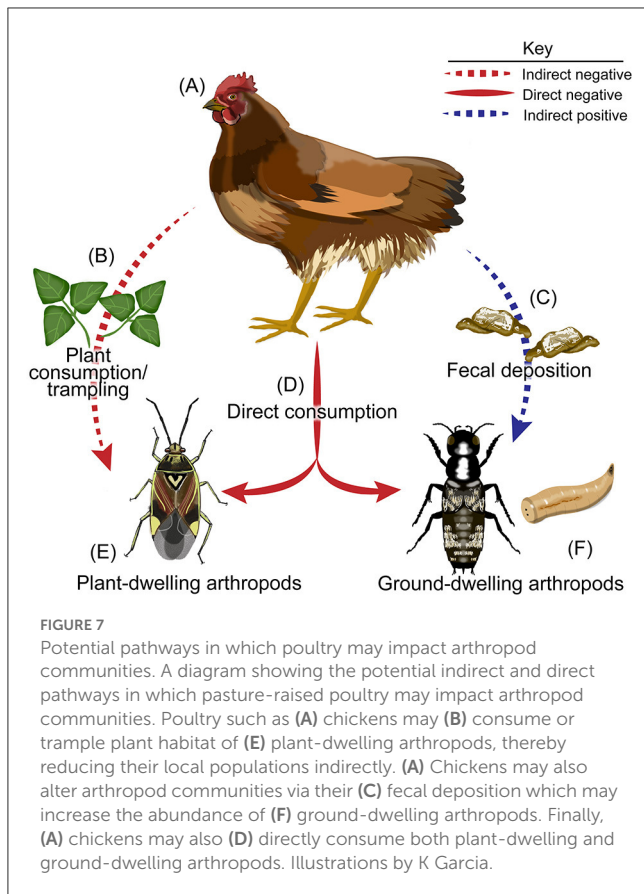 Key
Indirect negative
Direct negative
Indirect positive
(A)
(B)
(C)
Plant
consumption/
trampling
Fecal deposition
(D)
Direct consumption
(E)
(F)
Plant-dwelling arthropods
Ground-dwelling arthropods
FIGURE 7
Potential pathways in which poultry may impact arthropod
communities. A diagram showing the potential indirect and direct
pathways in which pasture-raised poultry may impact arthropod
communities. Poultry such as (A) chickens may (B) consume or
trample plant habitat of (E) plant-dwelling arthropods, thereby
reducing their local populations indirectly. (A) Chickens may also
alter arthropod communities via their (C) fecal deposition which may
increase the abundance of (F) ground-dwelling arthropods. Finally,
(A) chickens may also (D) directly consume both plant-dwelling and
ground-dwelling arthropods. Illustrations by K Garcia.